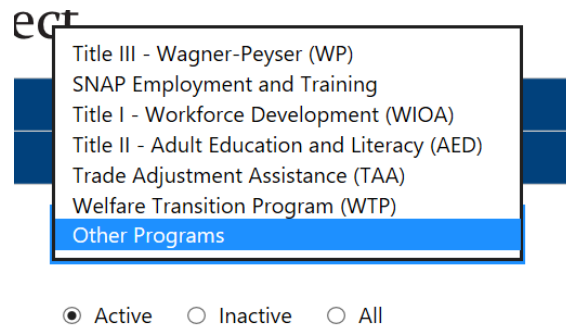 ect
Title III - Wagner-Peyser (WP)
SNAP Employment and Training
Title I - Workforce Development (WIOA)
Title II - Adult Education and Literacy (AED)
Trade Adjustment Assistance (TAA)
Welfare Transition Program (WTP)
Other Programs
Active Inactive All